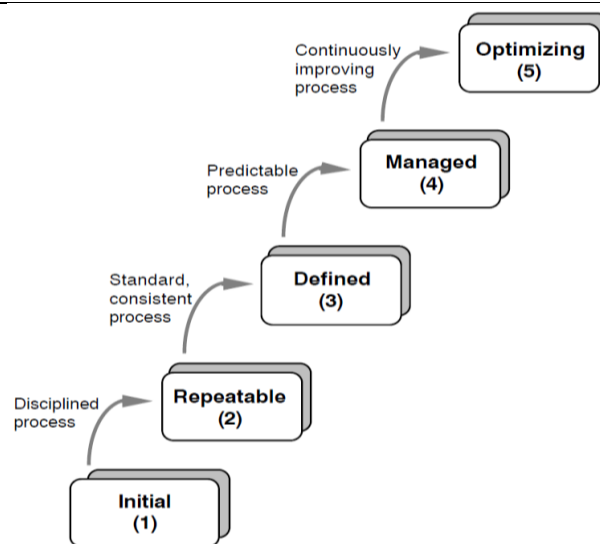 Continuously
improving
process
Optimizing
(5)
Predictable
process
Managed
(4)
Standard,
consistent
process
Defined
(3)
Disciplined
process
Repeatable
(2)
Initial
(1)